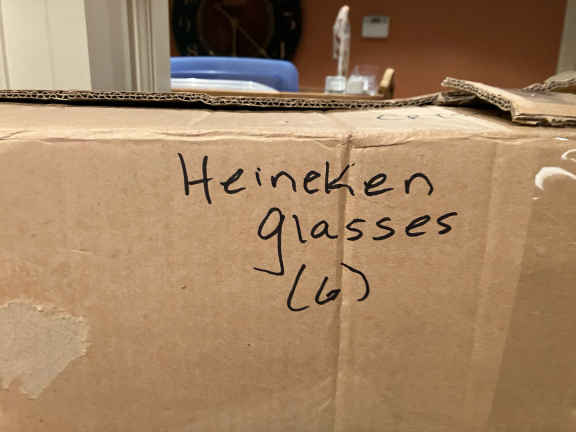 Heineken
glasses
(6)